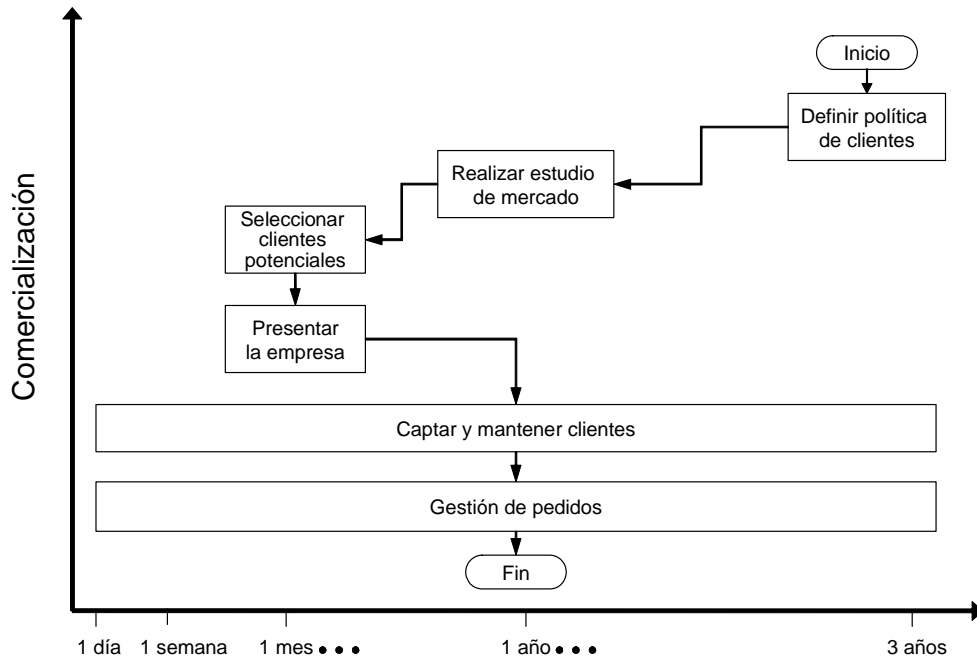 Inicio
Definir política
de clientes
Realizar estudio
de mercado
Seleccionar
clientes
potenciales
Presentar
la empresa
Captar y mantener clientes
Gestión de pedidos
Fin
Comercialización
1 día 1 semana 1 mes ••• 1 año ••• 3 años